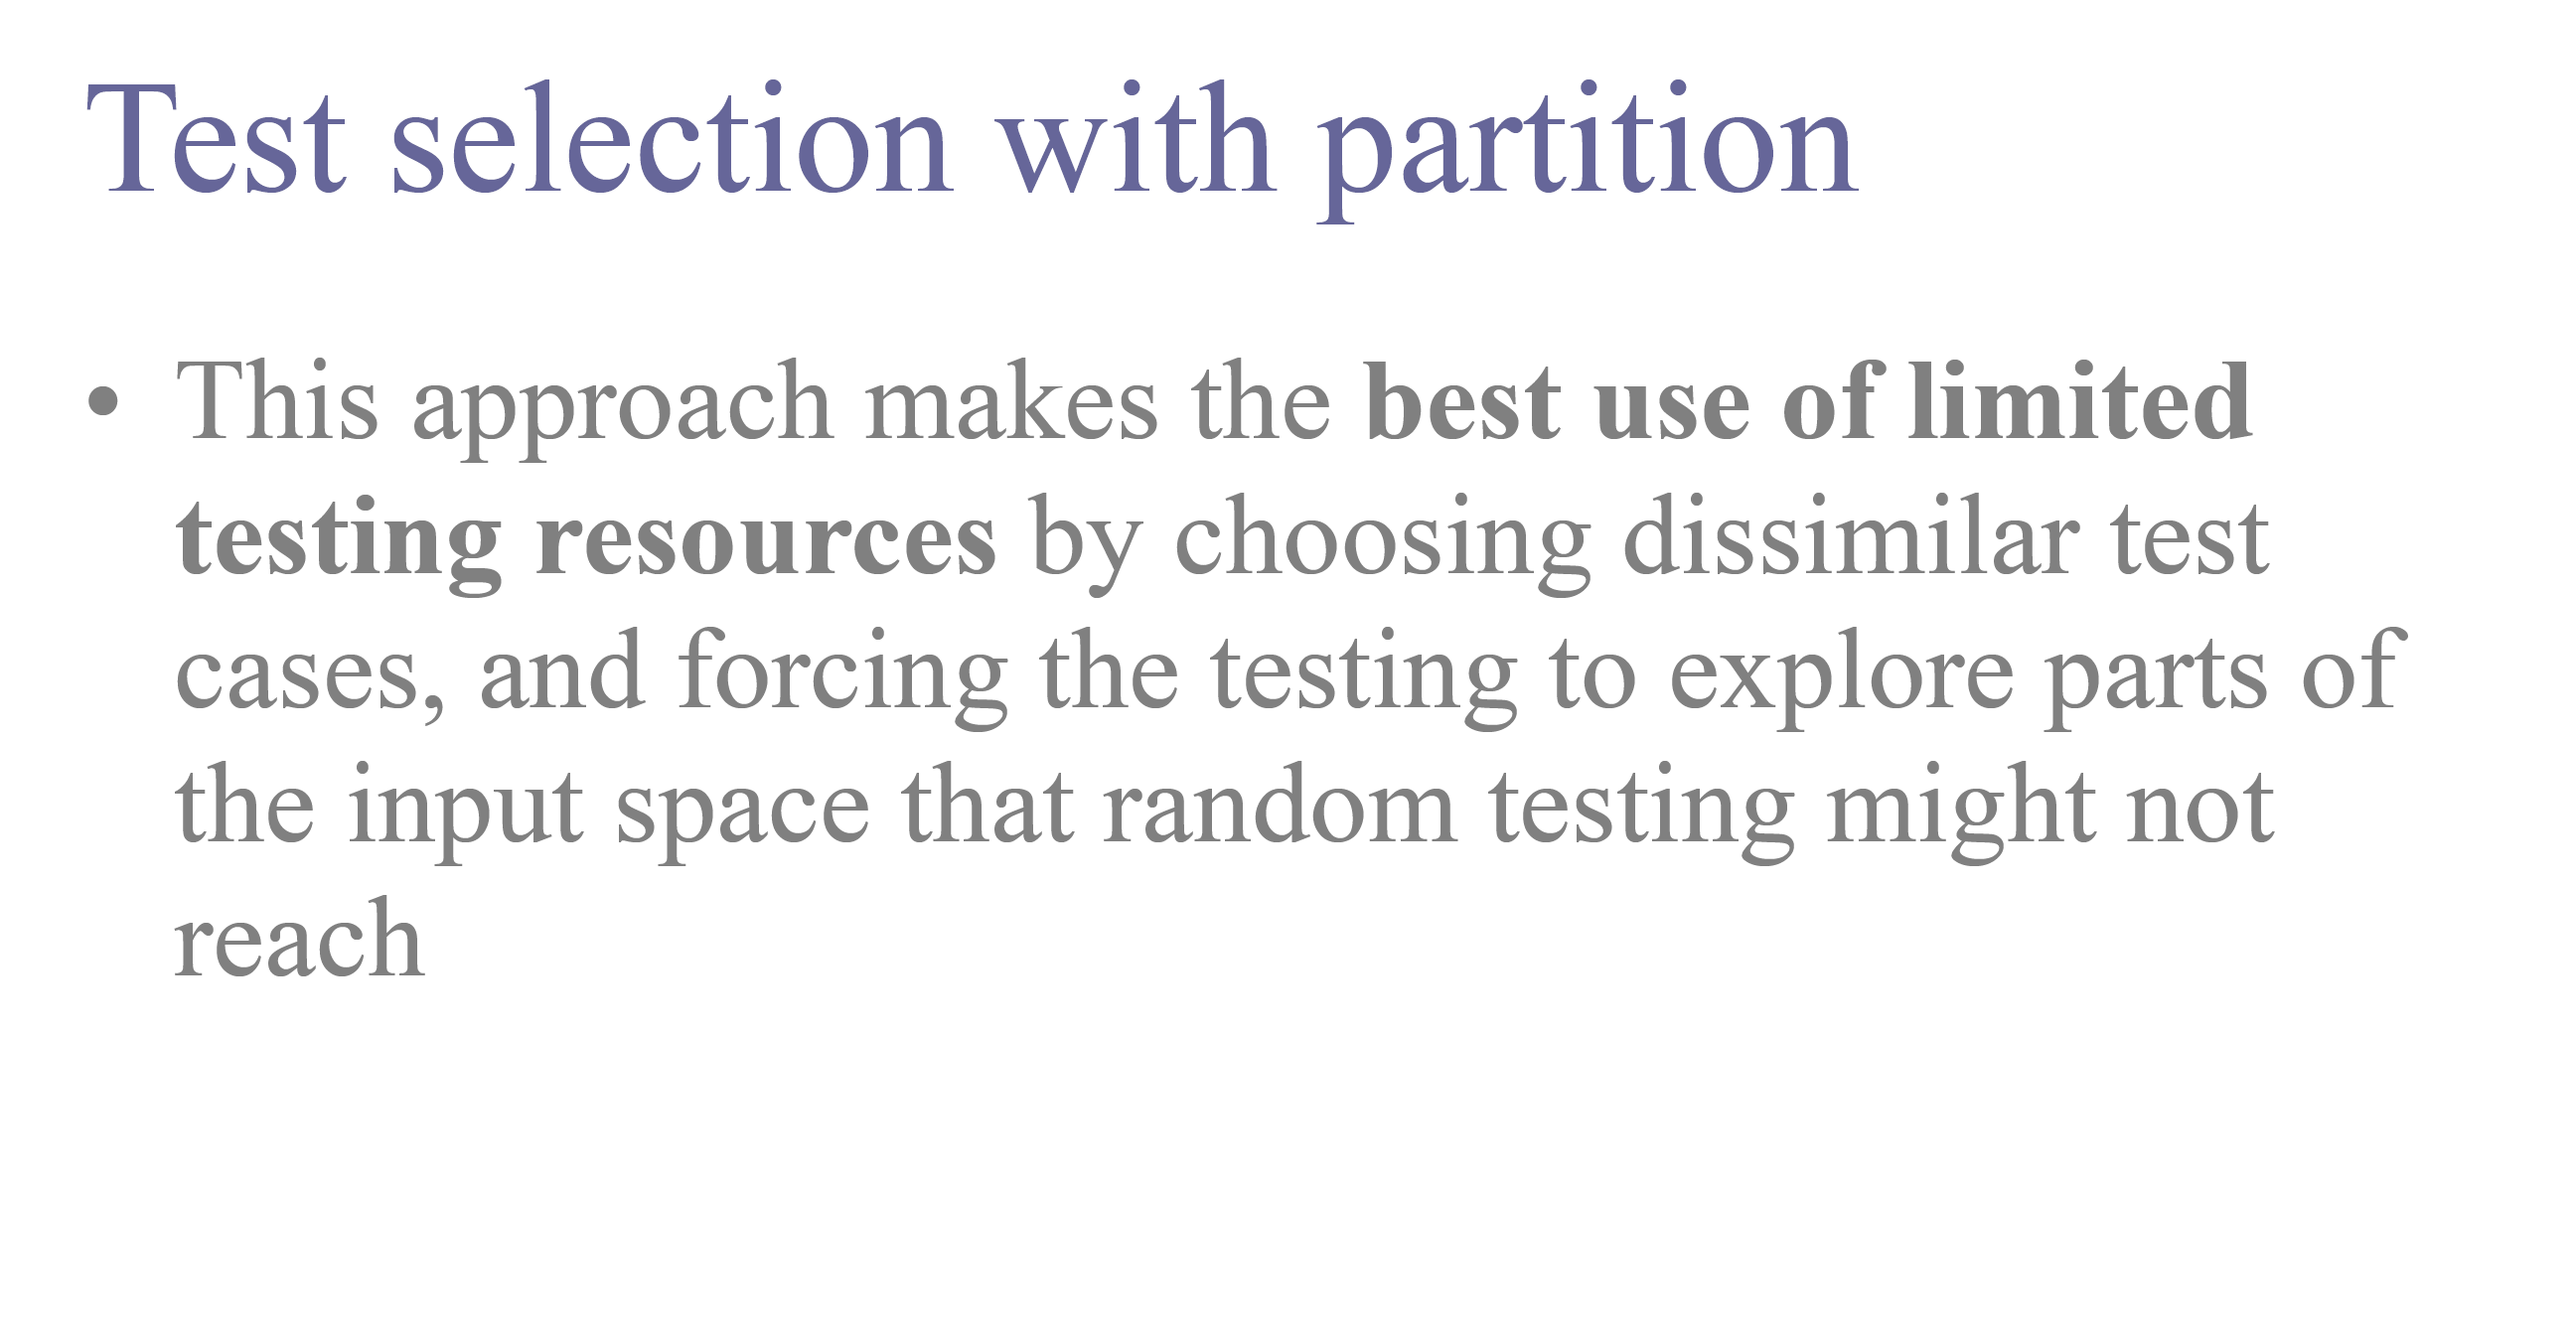 Test selection with partition
• This approach makes the best use of limited
testing resources by choosing dissimilar test
cases, and forcing the testing to explore parts of
the input space that random testing might not
reach